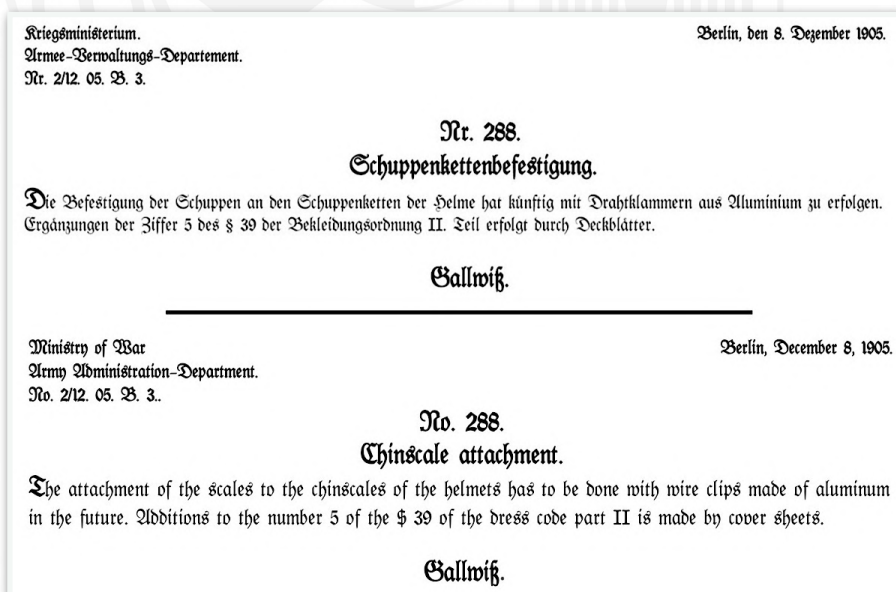 Kriegsministerium.
Berlin, den 8. Dezember 1905.
Armee-Verwaltungs-Departement.
Nr. 2/12. 05. B. 3.
Nr. 288.
Schuppenkettenbefestigung.
Die Befestigung der Schuppen an den Schuppenketten der Helme hat künftig mit Drahtklammern aus Aluminium zu erfolgen.
Ergänzungen der Ziffer 5 des § 39 der Bekleidungsordnung II. Teil erfolgt durch Deckblätter.
Gallwitz.
Ministry of War
Berlin, December 8, 1905.
Army Administration-Department.
No. 2/12. 05. B. 3..
No. 288.
Chinscale attachment.
The attachment of the scales to the chinscales of the helmets has to be done with wire clips made of aluminum
in the future. Additions to the number 5 of the $ 39 of the dress code part II is made by cover sheets.
Gallwitz.